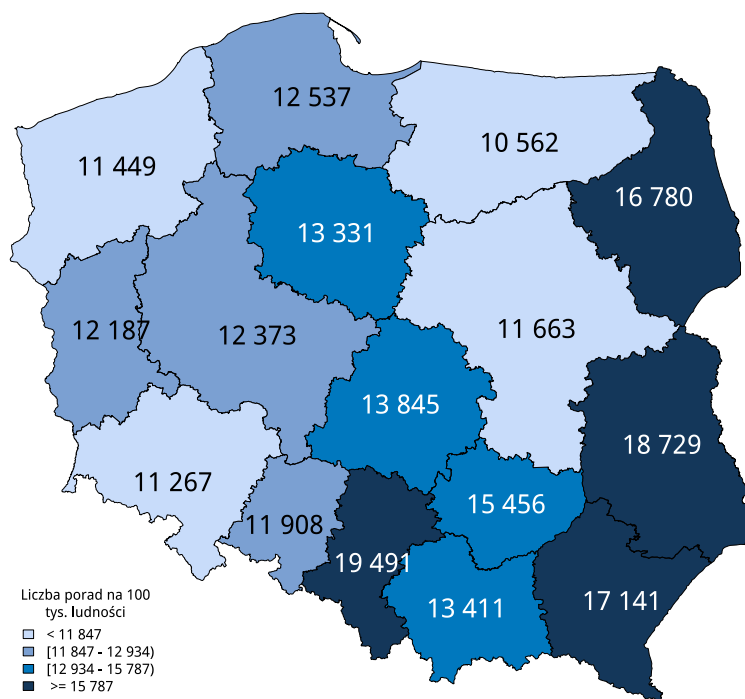 12 537
10 562
11 449
16 780
13 331
12 187
12 373
11 663
13 845
18 729
11 267
15 456
11 908
19 491
17 141
13 411
Liczba porad na 100
tys. ludności
< 11 847
[11 847 - 12 934)
[12 934 - 15 787)
>= 15 787